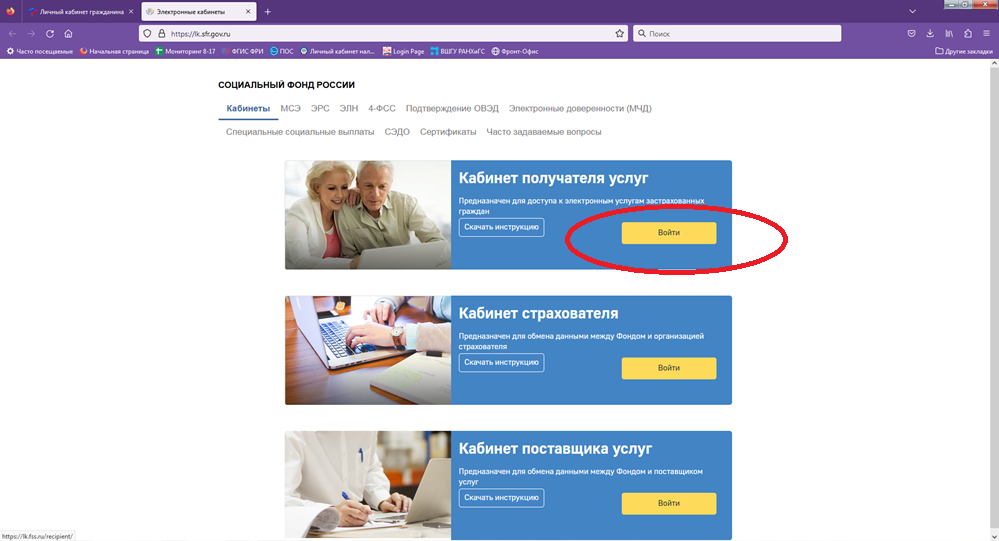 Личный кабинет гражданина
Электронные кабинеты
https://lk.sfr.gov.ru
Поиск
Часто посещаемые
Начальная страница
Мониторинг 8-17
ФГИС ФРИ
ПОС
Личный кабинет нал...
Login Page
ВШГУ РАНХиГС
Фронт-Офис
Другие закладки
СОЦИАЛЬНЫЙ ФОНД РОССИИ
Кабинеты МСЭ ЭРС ЭЛН 4-ФСС Подтверждение ОВЭД Электронные доверенности (МЧД)
Специальные социальные выплаты СЭДО Сертификаты Часто задаваемые вопросы
Кабинет получателя услуг
Предназначен для доступа к электронным услугам застрахованных
граждан
Скачать инструкцию
Войти
Кабинет страхователя
Предназначен для обмена данными между Фондом и организацией
страхователя
Скачать инструкцию
Войти
Кабинет поставщика услуг
Предназначен для обмена данными между Фондом и поставщиком
услуг
Скачать инструкцию
Войти
https://lk.fss.ru/recipient/